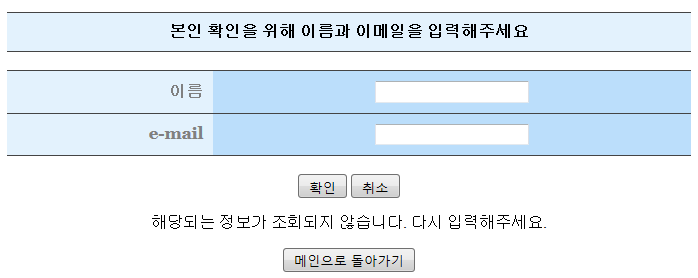 본인 확인을 위해 이름과 이메일을 입력해주세요
이름
e-mail
확인 취소
해당되는 정보가 조회되지 않습니다. 다시 입력해주세요.
메인으로 돌아가기